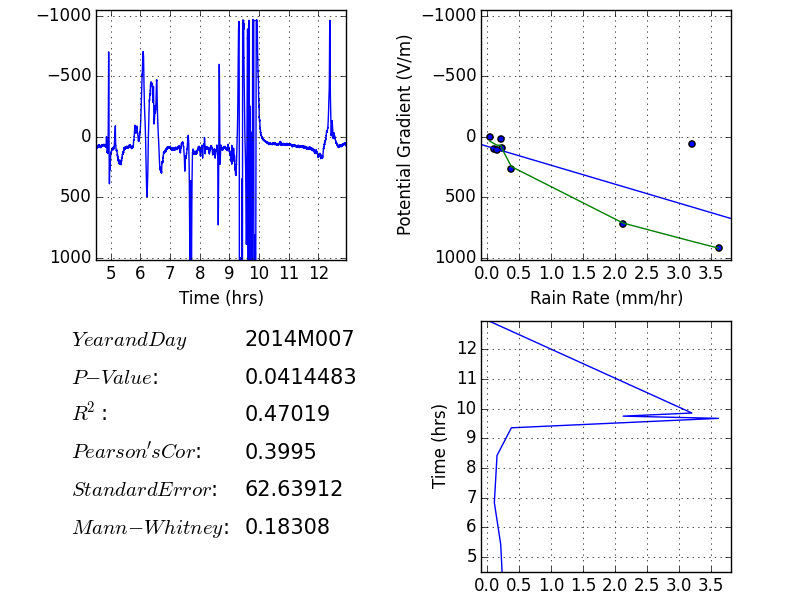 −1000
−500
0
500
1000
5 6 7 8 9 10 11 12
Time (hrs)
Potential Gradient (V/m)
−1000
−500
0
500
1000
0.0 0.5 1.0 1.5 2.0 2.5 3.0 3.5
Rain Rate (mm/hr)
YearandDay 2014M007
P−Value: 0.0414483
R²: 0.47019
Pearson'sCor: 0.3995
StandardError: 62.63912
Mann−Whitney: 0.18308
Time (hrs)
12
11
10
9
8
7
6
5
0.0 0.5 1.0 1.5 2.0 2.5 3.0 3.5